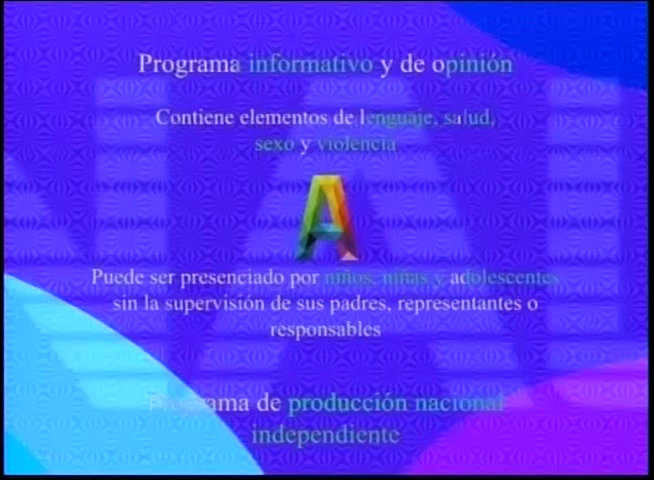 Programa informativo y de opinión
Contiene elementos de lenguaje, salud,
sexo y violencia
A
Puede ser presenciado por niños, niñas y adolescentes
sin la supervisión de sus padres, representantes o
responsables
Programa de producción nacional
independiente